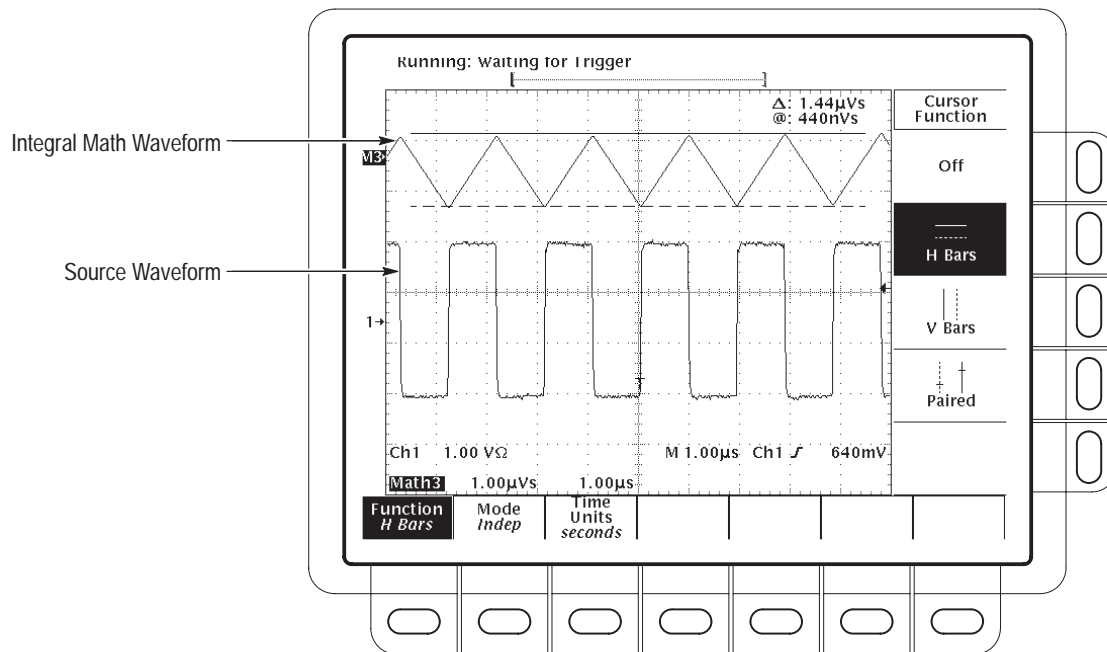 Running: Waiting for Trigger
Δ: 1.44µVs
@: 440nVs
Cursor
Function
Integral Math Waveform
M3
Off
H Bars
Source Waveform
1
V Bars
Paired
Ch1 1.00 VΩ M 1.00µs Ch1 640mV
Math3 1.00µVs 1.00µs
Function
H Bars
Mode
Indep
Time
Units
seconds